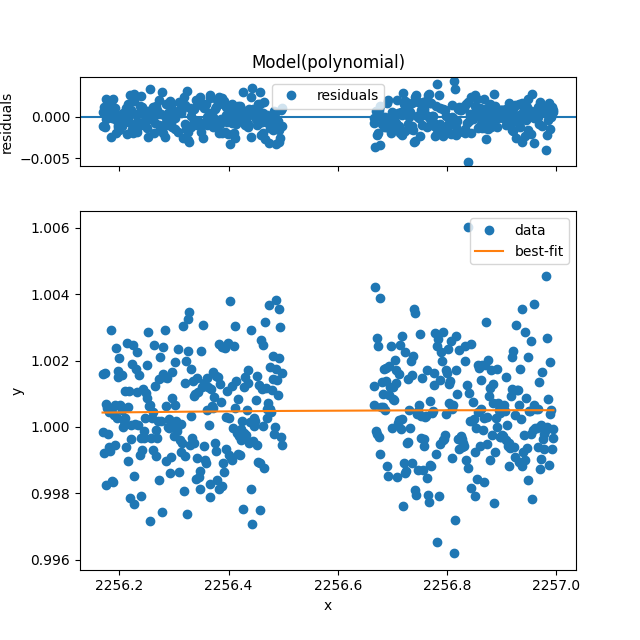 Model(polynomial)
residuals
0.000
−0.005
residuals
1.006
1.004
1.002
1.000
0.998
0.996
y
data
best-fit
2256.2
2256.4
2256.6
2256.8
2257.0
x